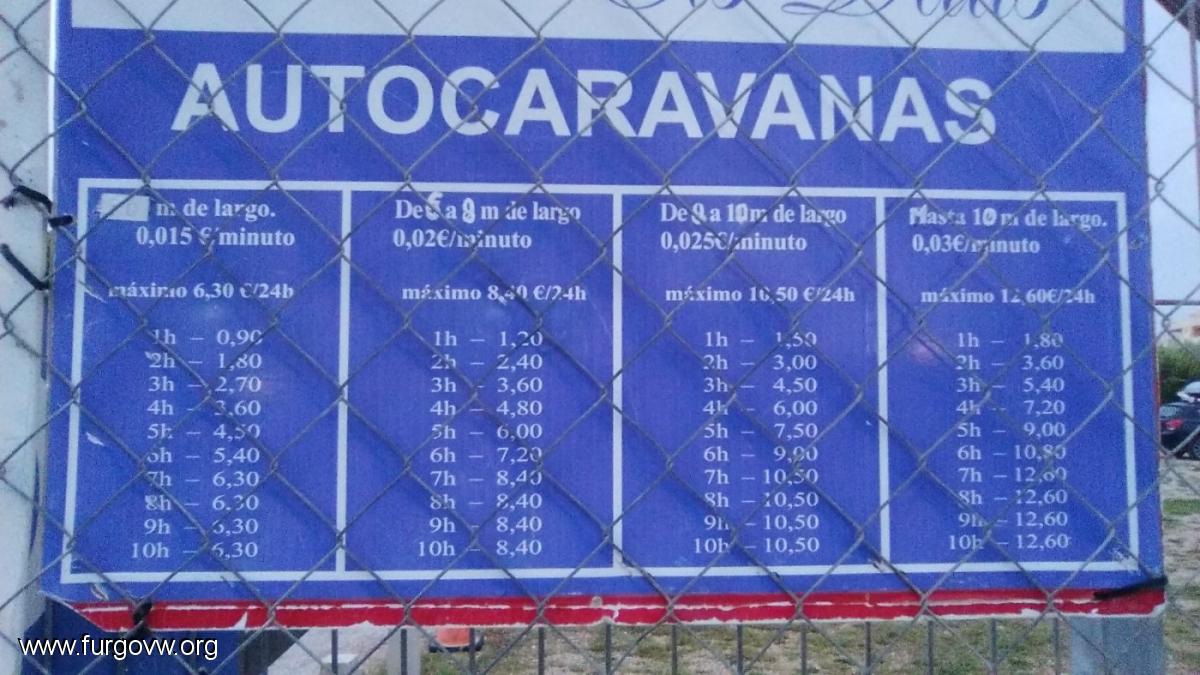 AUTOCARAVANAS
m de largo.
0,015 €/minuto
máximo 6,30 €/24h
1h – 0,90
2h – 1,80
3h – 2,70
4h – 3,60
5h – 4,50
6h – 5,40
7h – 6,30
8h – 6,30
9h – 6,30
10h – 6,30
De 6 a 8 m de largo
0,02€/minuto
máximo 8,40 €/24h
1h – 1,20
2h – 2,40
3h – 3,60
4h – 4,80
5h – 6,00
6h – 7,20
7h – 8,40
8h – 8,40
9h – 8,40
10h – 8,40
De a 10 m de largo
0,025€/minuto
máximo 10,50 €/24h
1h – 1,50
2h – 3,00
3h – 4,50
4h – 6,00
5h – 7,50
6h – 9,00
7h – 10,50
8h – 10,50
9h – 10,50
10h – 10,50
10 m de largo.
0,03€/minuto
máximo 12,60€/24h
1h – 1,80
2h – 3,60
3h – 5,40
4h – 7,20
5h – 9,00
6h – 10,80
7h – 12,60
8h – 12,60
9h – 12,60
10h – 12,60
www.furgovw.org